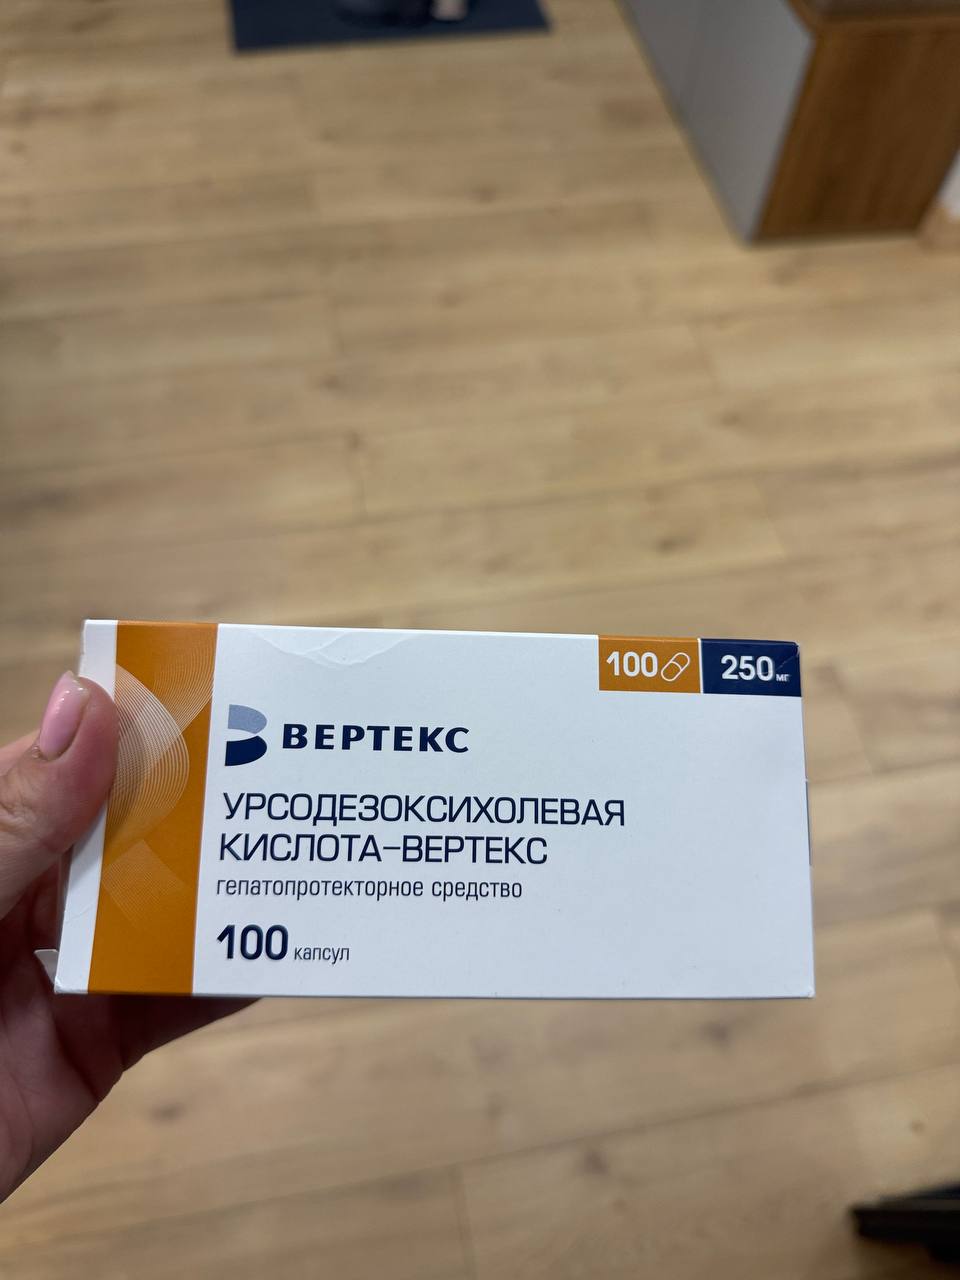 100
250 мг
ВЕРТЕКС
УРСОДЕЗОКСИХОЛЕВАЯ
КИСЛОТА-ВЕРТЕКС
гепатопротекторное средство
100 капсул